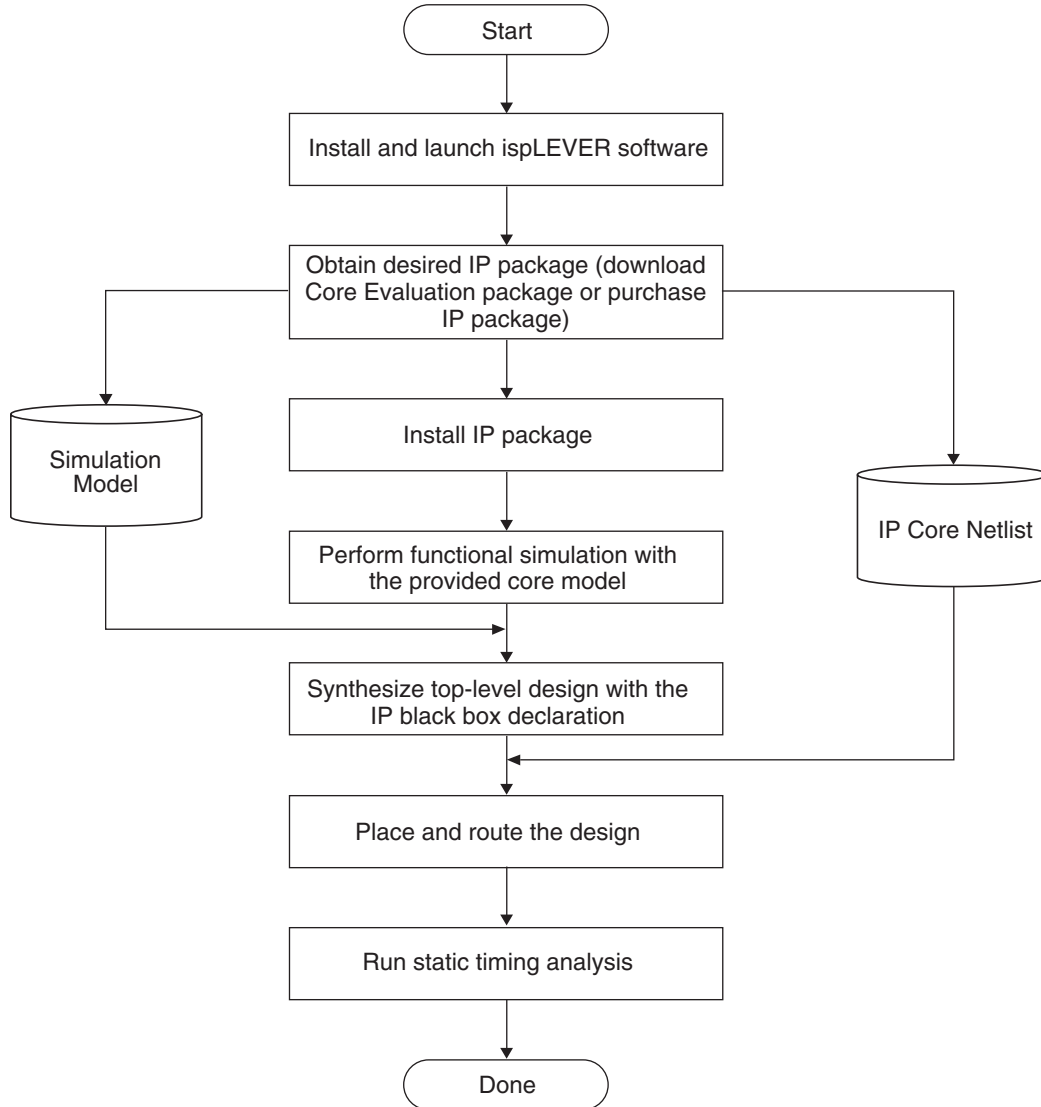 Start
Install and launch ispLEVER software
Obtain desired IP package (download
Core Evaluation package or purchase
IP package)
Install IP package
Simulation
Model
IP Core Netlist
Perform functional simulation with
the provided core model
Synthesize top-level design with the
IP black box declaration
Place and route the design
Run static timing analysis
Done